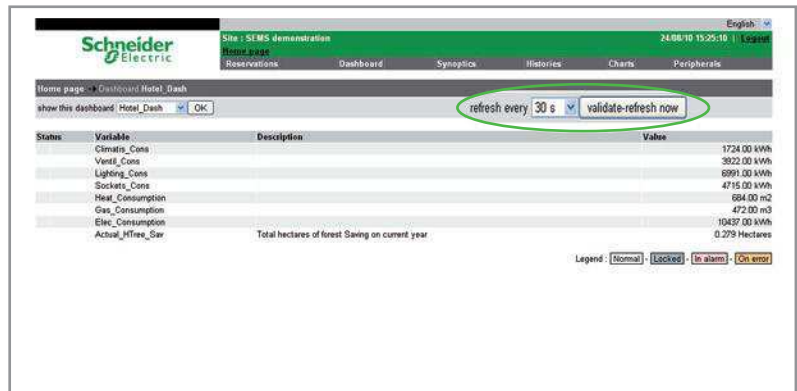 English
Schneider
Electric
Site : SEMS demonstration
24/08/10 15:25:10 | Logout
Home page
Reservations Dashboard Synoptics Histories Charts Peripherals
Home page Dashboard Hotel_Dash
show this dashboard Hotel_Dash OK
refresh every 30 s validate-refresh now
Status Variable Description Value
Climatis_Cons 1724.00 kWh
Ventil_Cons 3922.00 kWh
Lighting_Cons 6991.00 kWh
Sockets_Cons 4715.00 kWh
Heat_Consumption 684.00 m2
Gas_Consumption 472.00 m3
Elec_Consumption 10437.00 kWh
Actual_HTree_Sav Total hectares of forest Saving on current year 0.279 Hectares
Legend : Normal - Locked - In alarm - On error